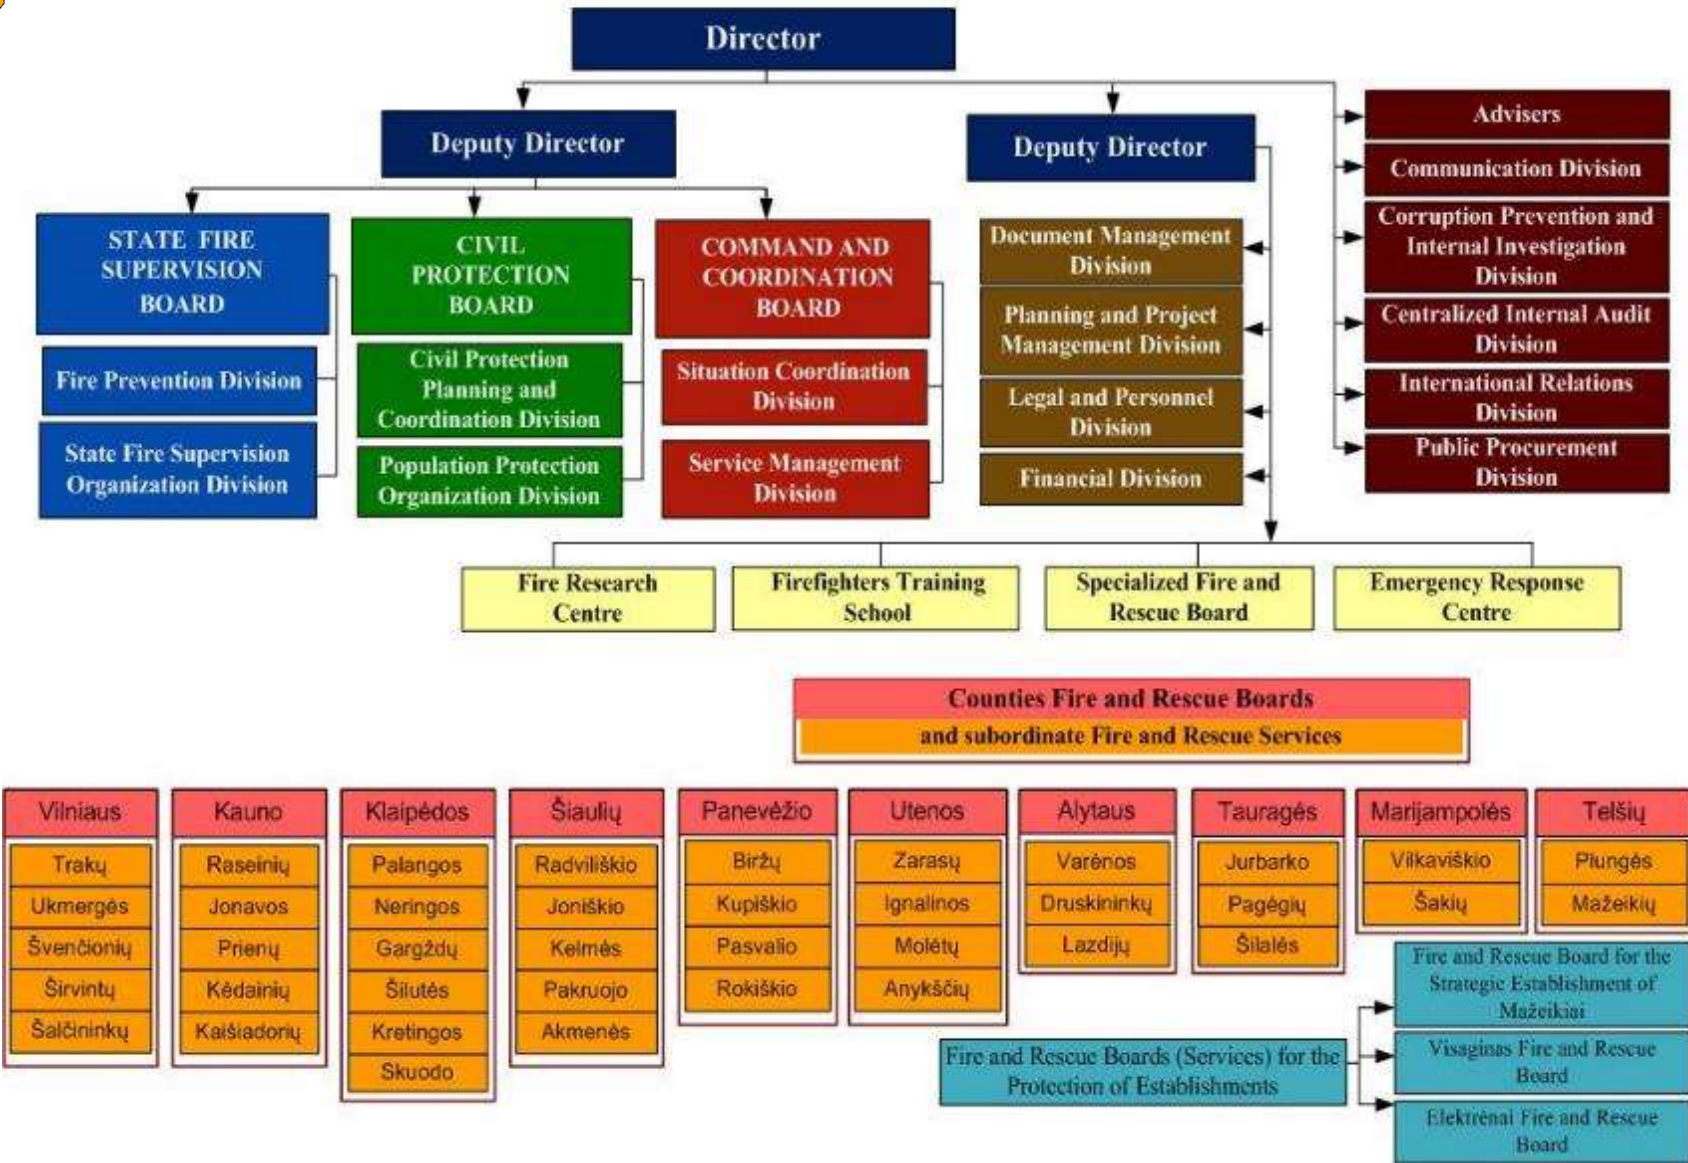 Director
Deputy Director
Deputy Director
Advisers
Communication Division
Corruption Prevention and
Internal Investigation
Division
Centralized Internal Audit
Division
International Relations
Division
Public Procurement
Division
STATE FIRE
SUPERVISION
BOARD
Fire Prevention Division
State Fire Supervision
Organization Division
CIVIL
PROTECTION
BOARD
Civil Protection
Planning and
Coordination Division
Population Protection
Organization Division
COMMAND AND
COORDINATION
BOARD
Situation Coordination
Division
Service Management
Division
Document Management
Division
Planning and Project
Management Division
Legal and Personnel
Division
Financial Division
Fire Research
Centre
Firefighters Training
School
Specialized Fire and
Rescue Board
Emergency Response
Centre
Counties Fire and Rescue Boards
and subordinate Fire and Rescue Services
Vilniaus
Trakų
Ukmergės
Švenčionių
Širvintų
Šalčininkų
Kauno
Raseinių
Jonavos
Prienų
Kėdainių
Kaišiadorių
Klaipėdos
Palangos
Neringos
Gargždų
Šilutės
Kretingos
Skuodo
Šiaulių
Radviliškio
Joniškio
Kelmės
Pakruojo
Akmenės
Panevėžio
Biržų
Kupiškio
Pasvalio
Rokiškio
Utenos
Zarasų
Ignalinos
Molėtų
Anykščių
Alytaus
Varėnos
Druskininkų
Lazdijų
Tauragės
Jurbarko
Pagėgių
Šilalės
Marijampolės
Vilkaviškio
Šakių
Telšių
Plungės
Mažeikių
Fire and Rescue Boards (Services) for the
Protection of Establishments
Fire and Rescue Board for the
Strategic Establishment of
Mažeikiai
Visaginas Fire and Rescue
Board
Elektrėnai Fire and Rescue
Board